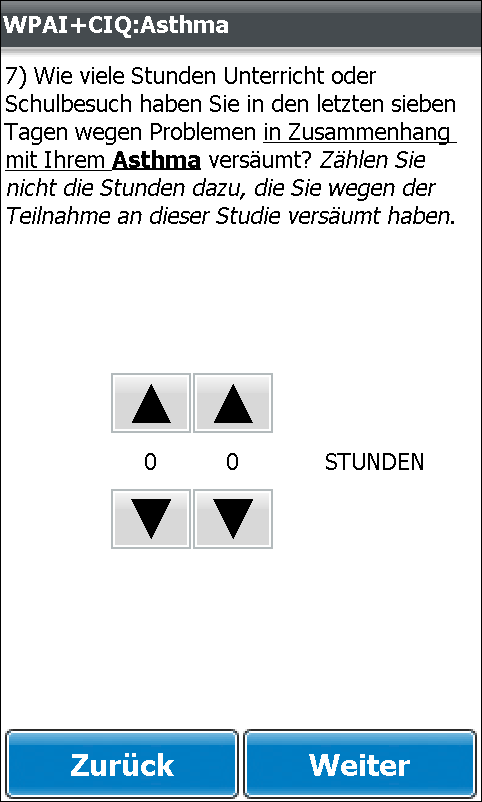 WPAI+CIQ:Asthma
7) Wie viele Stunden Unterricht oder
Schulbesuch haben Sie in den letzten sieben
Tagen wegen Problemen in Zusammenhang
mit Ihrem Asthma versäumt? Zählen Sie
nicht die Stunden dazu, die Sie wegen der
Teilnahme an dieser Studie versäumt haben.
0 0 STUNDEN
Zurück Weiter